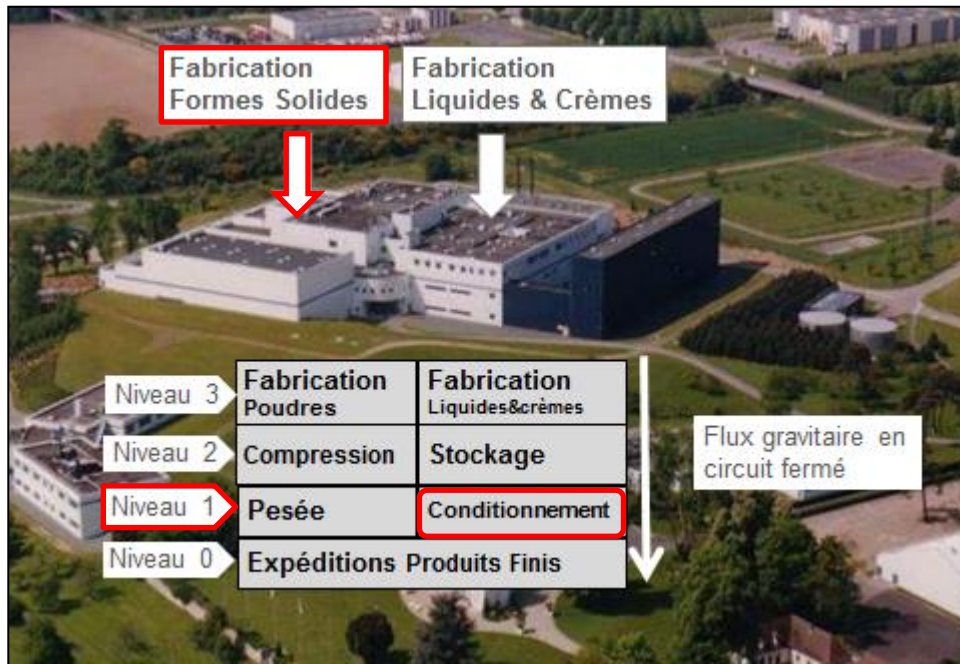 Fabrication
Formes Solides
Fabrication
Liquides & Crèmes
Niveau 3
Fabrication
Poudres
Fabrication
Liquides&crèmes
Niveau 2
Compression
Stockage
Niveau 1
Pesée
Conditionnement
Niveau 0
Expéditions Produits Finis
Flux gravitaire en
circuit fermé